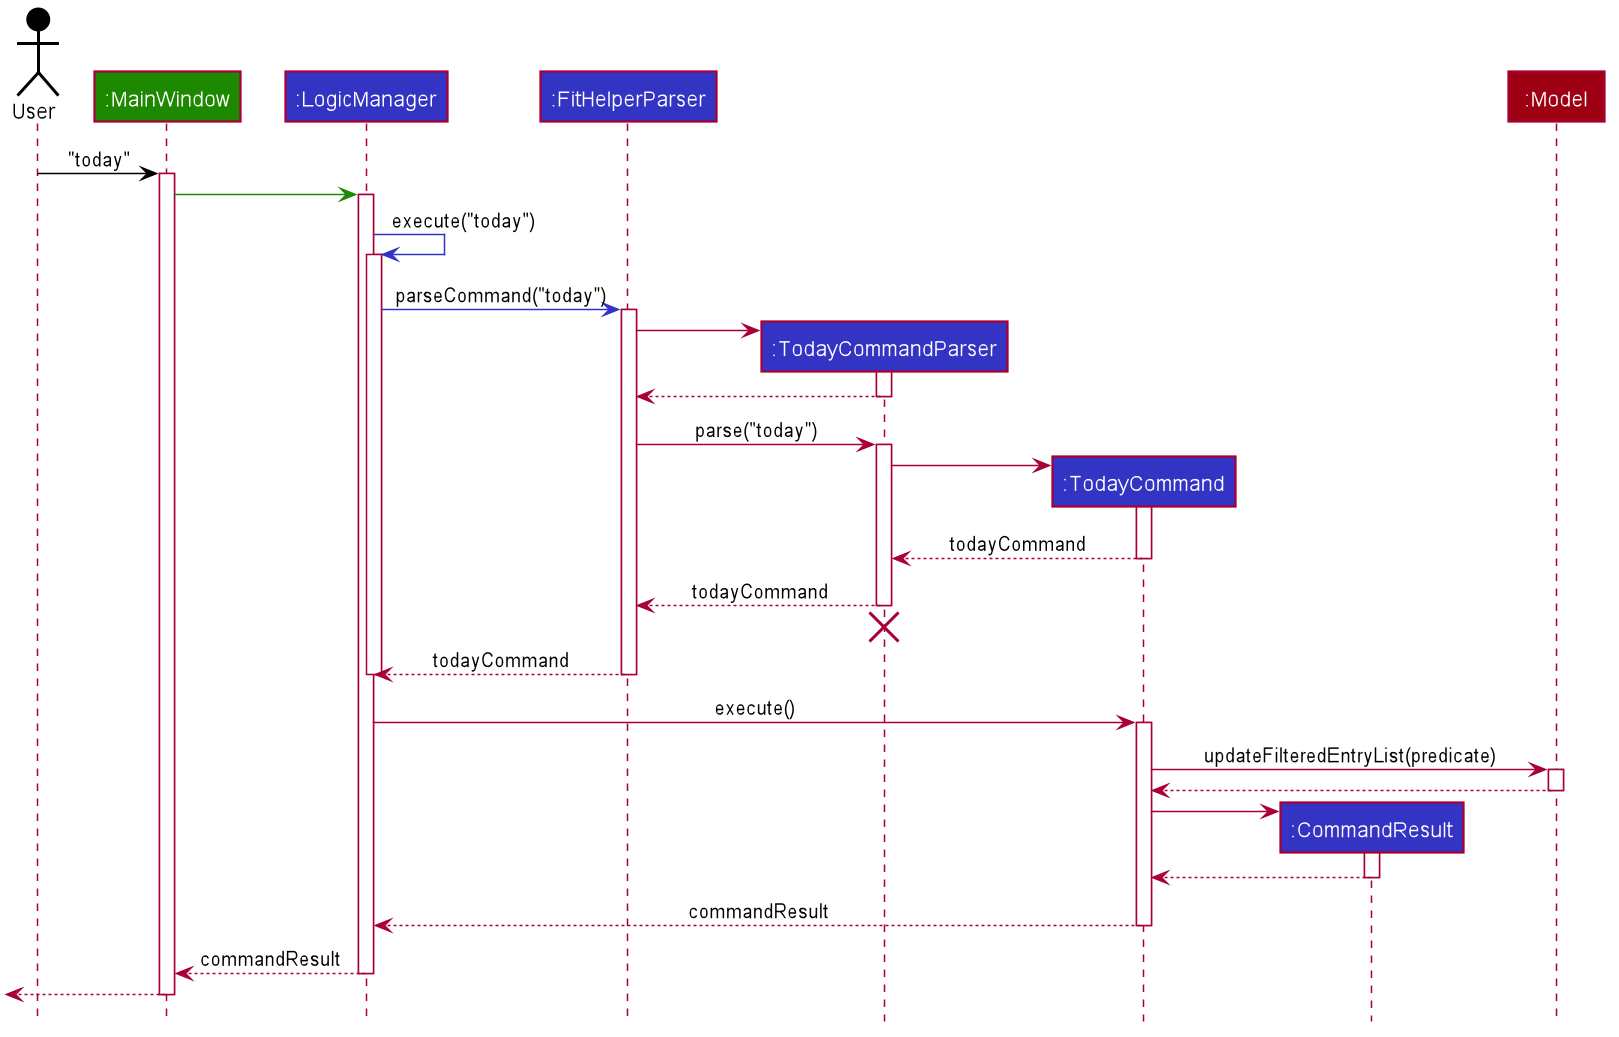 User
:MainWindow
:LogicManager
:FitHelperParser
:Model
"today"
execute("today")
parseCommand("today")
:TodayCommandParser
parse("today")
:TodayCommand
todayCommand
todayCommand
todayCommand
execute()
updateFilteredEntryList(predicate)
:CommandResult
commandResult
commandResult